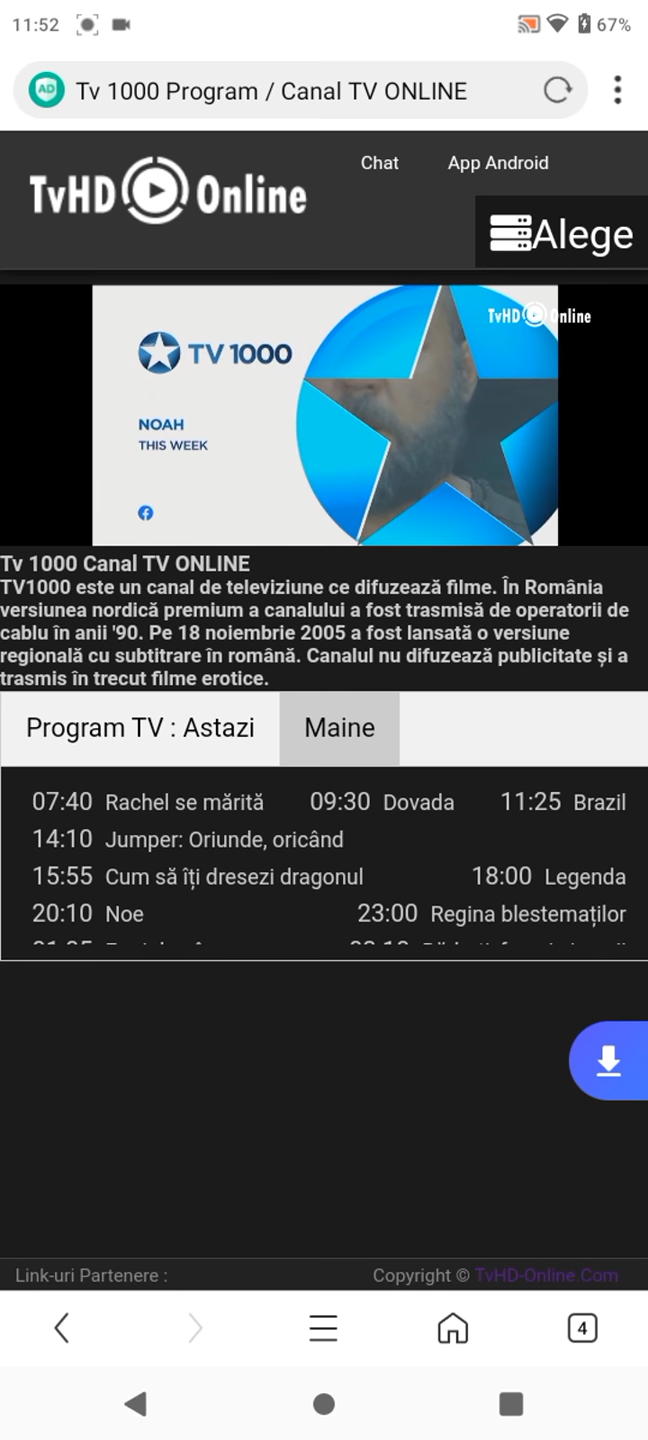 11:52
67%
AD Tv 1000 Program / Canal TV ONLINE
Chat App Android
TvHD Online
Alege
TvHD Online
TV 1000
NOAH
THIS WEEK
Tv 1000 Canal TV ONLINE
TV1000 este un canal de televiziune ce difuzează filme. În România
versiunea nordică premium a canalului a fost trasmisă de operatorii de
cablu în anii '90. Pe 18 noiembrie 2005 a fost lansată o versiune
regională cu subtitrare în română. Canalul nu difuzează publicitate și a
trasmis în trecut filme erotice.
Program TV : Astazi Maine
07:40 Rachel se mărită 09:30 Dovada 11:25 Brazil
14:10 Jumper: Oriunde, oricând
15:55 Cum să îți dresezi dragonul 18:00 Legenda
20:10 Noe 23:00 Regina blestemaților
Link-uri Partenere : Copyright © TvHD-Online.Com
4